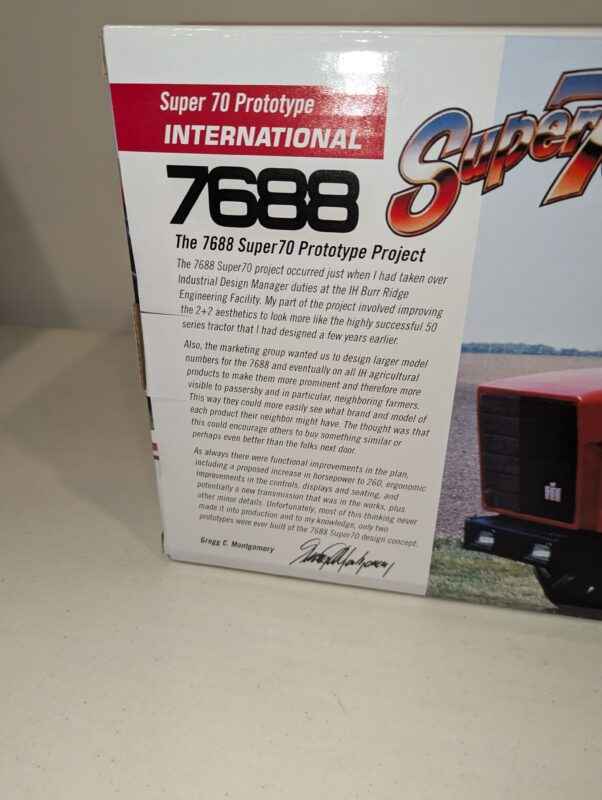 Super 70 Prototype
INTERNATIONAL
7688
Super 7
The 7688 Super70 Prototype Project
The 7688 Super70 project occurred just when I had taken over
Industrial Design Manager duties at the IH Burr Ridge
Engineering Facility. My part of the project involved improving
the 2+2 aesthetics to look more like the highly successful 50
series tractor that I had designed a few years earlier.
Also, the marketing group wanted us to design larger model
numbers for the 7688 and eventually on all IH agricultural
products to make them more prominent and therefore more
visible to passersby and in particular, neighboring farmers.
This way they could more easily see what brand and model of
each product their neighbor might have. The thought was that
this could encourage others to buy something similar or
perhaps even better than the folks next door.
As always there were functional improvements in the plan,
including a proposed increase in horsepower to 260, ergonomic
improvements in the controls, displays and seating, and
potentially a new transmission that was in the works, plus
other minor details. Unfortunately, most of this thinking never
made it into production and to my knowledge, only two
prototypes were ever built of the 7688 Super70 design concept.
Gregg C. Montgomery